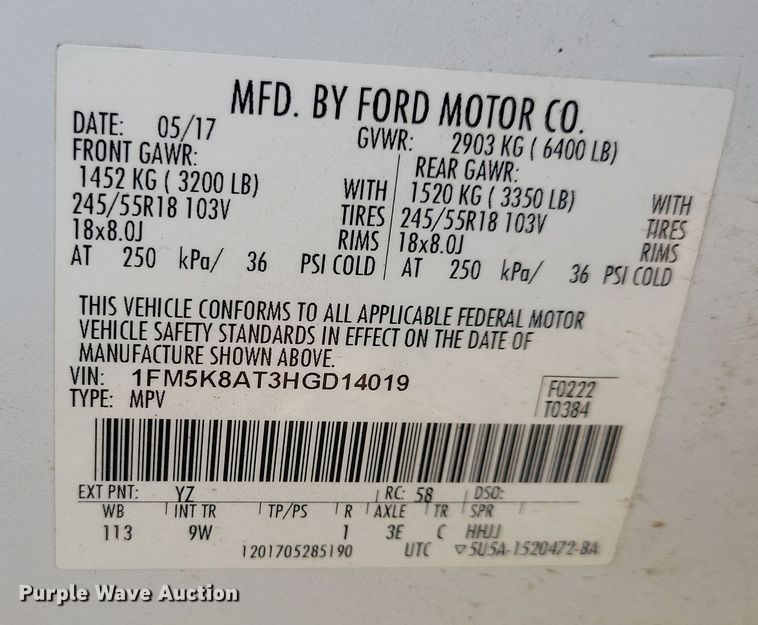 MFD. BY FORD MOTOR CO.
DATE: 05/17 GVWR: 2903 KG ( 6400 LB)
FRONT GAWR: REAR GAWR:
1452 KG ( 3200 LB) WITH 1520 KG ( 3350 LB) WITH
245/55R18 103V TIRES 245/55R18 103V TIRES
18x8.0J RIMS 18x8.0J RIMS
AT 250 kPa/ 36 PSI COLD AT 250 kPa/ 36 PSI COLD
THIS VEHICLE CONFORMS TO ALL APPLICABLE FEDERAL MOTOR
VEHICLE SAFETY STANDARDS IN EFFECT ON THE DATE OF
MANUFACTURE SHOWN ABOVE.
VIN: 1FM5K8AT3HGD14019 F0222
TYPE: MPV T0384
EXT PNT: YZ RC: 58 DSO:
WB INT TR TP/PS R AXLE TR SPR
113 9W 1 3E C HHJJ
1201705285190 UTC ▽5U5A-1520472-BA
Purple Wave Auction